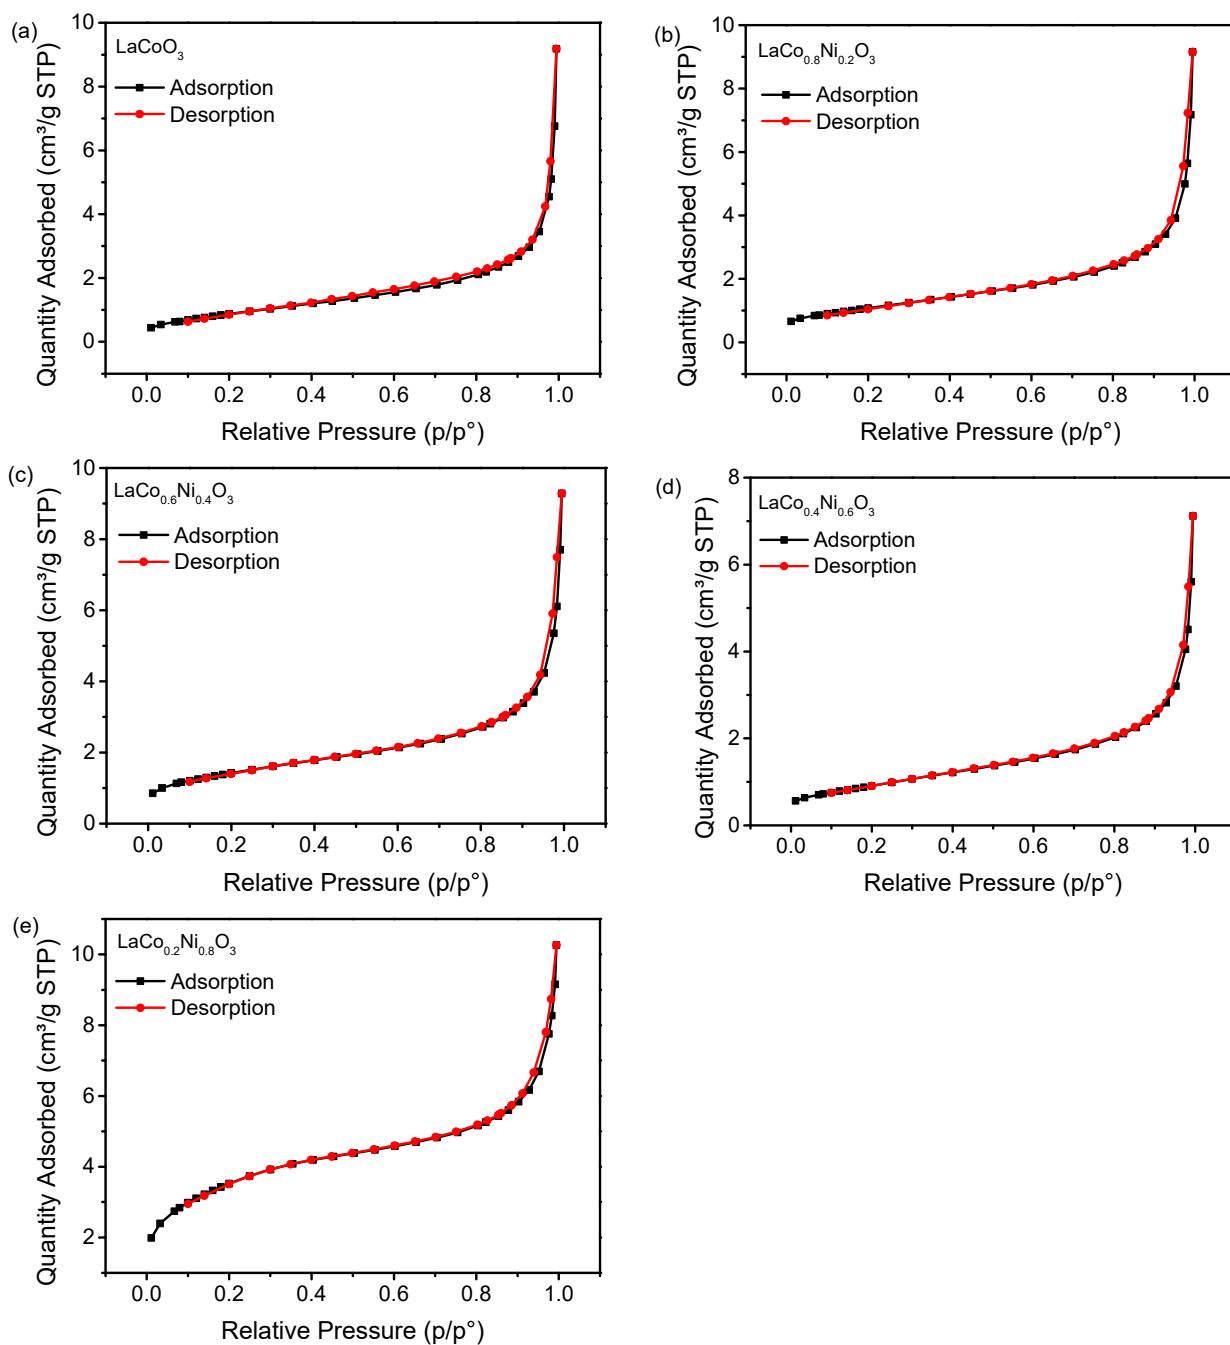 (a)
LaCoO₃
Adsorption
Desorption
Quantity Adsorbed (cm³/g STP)
10
8
6
4
2
0
0.0 0.2 0.4 0.6 0.8 1.0
Relative Pressure (p/p°)
(b)
LaCo₀.₈Ni₀.₂O₃
Adsorption
Desorption
Quantity Adsorbed (cm³/g STP)
10
8
6
4
2
0
0.0 0.2 0.4 0.6 0.8 1.0
Relative Pressure (p/p°)
(c)
LaCo₀.₆Ni₀.₄O₃
Adsorption
Desorption
Quantity Adsorbed (cm³/g STP)
10
8
6
4
2
0
0.0 0.2 0.4 0.6 0.8 1.0
Relative Pressure (p/p°)
(d)
LaCo₀.₄Ni₀.₆O₃
Adsorption
Desorption
Quantity Adsorbed (cm³/g STP)
8
6
4
2
0
0.0 0.2 0.4 0.6 0.8 1.0
Relative Pressure (p/p°)
(e)
LaCo₀.₂Ni₀.₈O₃
Adsorption
Desorption
Quantity Adsorbed (cm³/g STP)
10
8
6
4
2
0.0 0.2 0.4 0.6 0.8 1.0
Relative Pressure (p/p°)